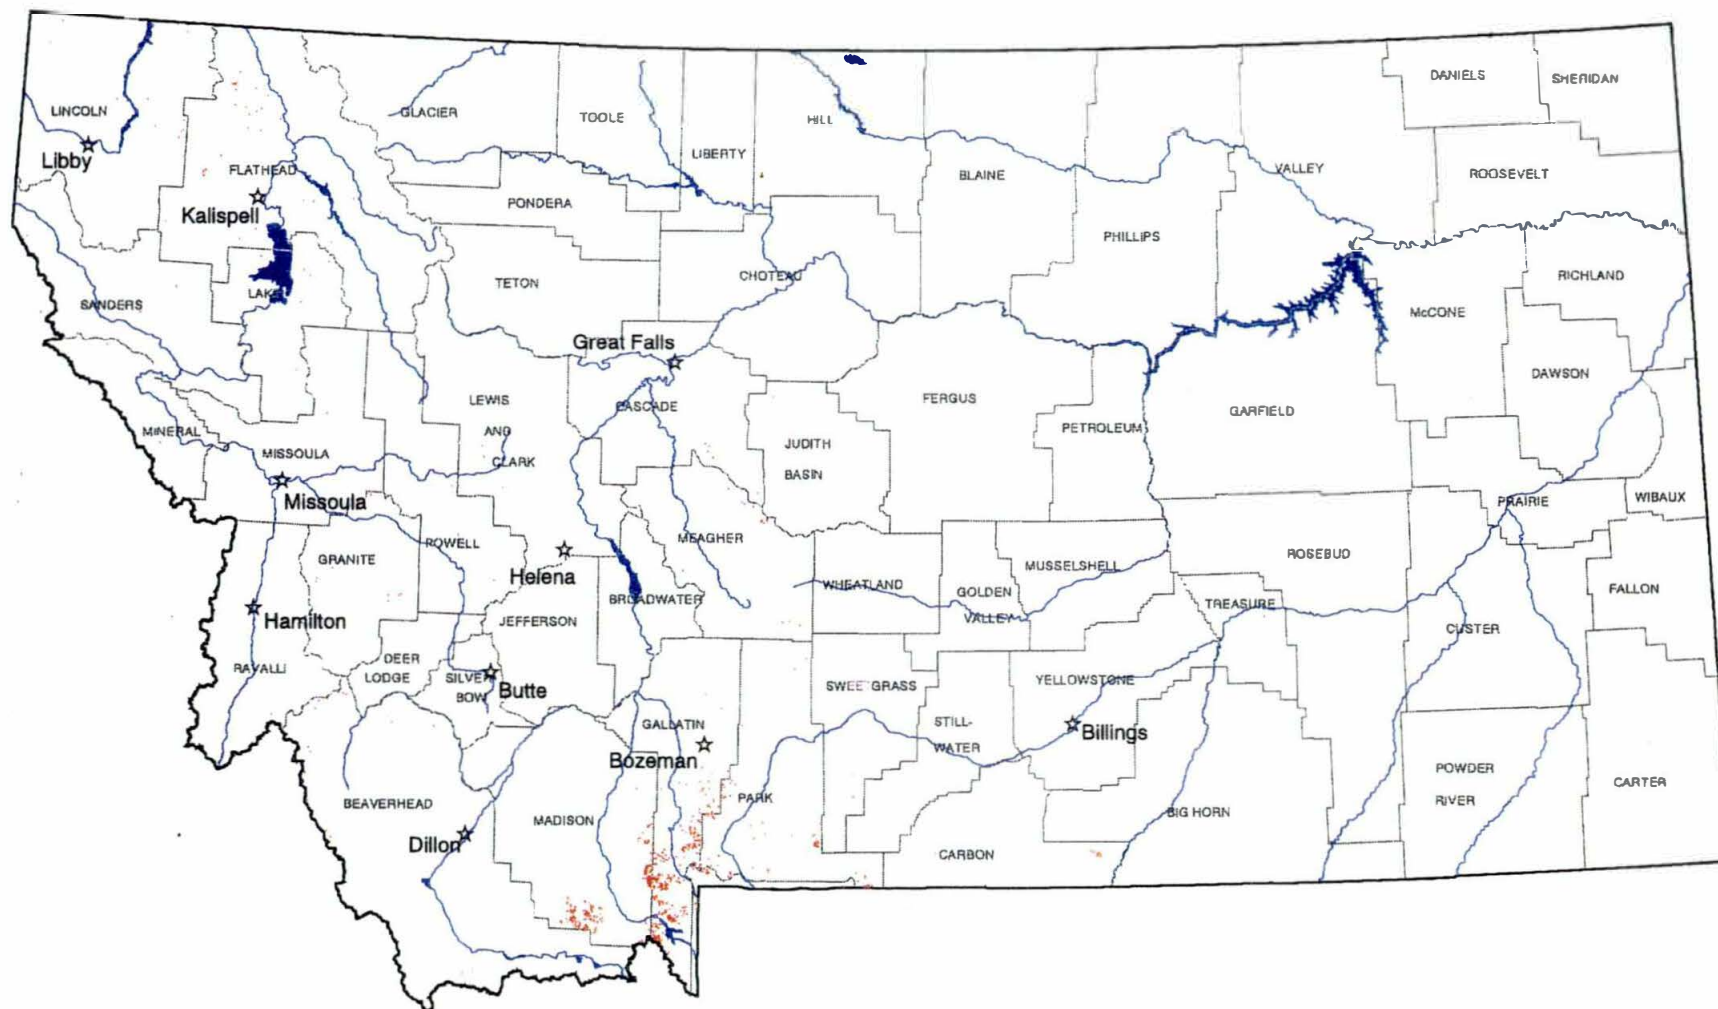 DANIELS
SHERIDAN
LINCOLN
GLACIER
TOOLE
HILL
Libby
LIBERTY
FLATHEAD
BLAINE
VALLEY
ROOSEVELT
Kalispell
PONDERA
PHILLIPS
TETON
CHOTEAU
RICHLAND
SANDERS
LAKE
McCONE
Great Falls
DAWSON
LEWIS
AND
CLARK
CASCADE
FERGUS
GARFIELD
PETROLEUM
MINERAL
MISSOULA
JUDITH
BASIN
Missoula
PRAIRIE
WIBAUX
GRANITE
POWELL
MEAGHER
ROSEBUD
Helena
MUSSELSHELL
WHEATLAND
GOLDEN
VALLEY
FALLON
BROADWATER
TREASURE
Hamilton
JEFFERSON
CUSTER
RAVALLI
DEER
LODGE
SILVER
BOW
Butte
SWEET GRASS
YELLOWSTONE
GALLATIN
STILL-
WATER
Billings
Bozeman
POWDER
RIVER
CARTER
BEAVERHEAD
MADISON
PARK
BIG HORN
Dillon
CARBON